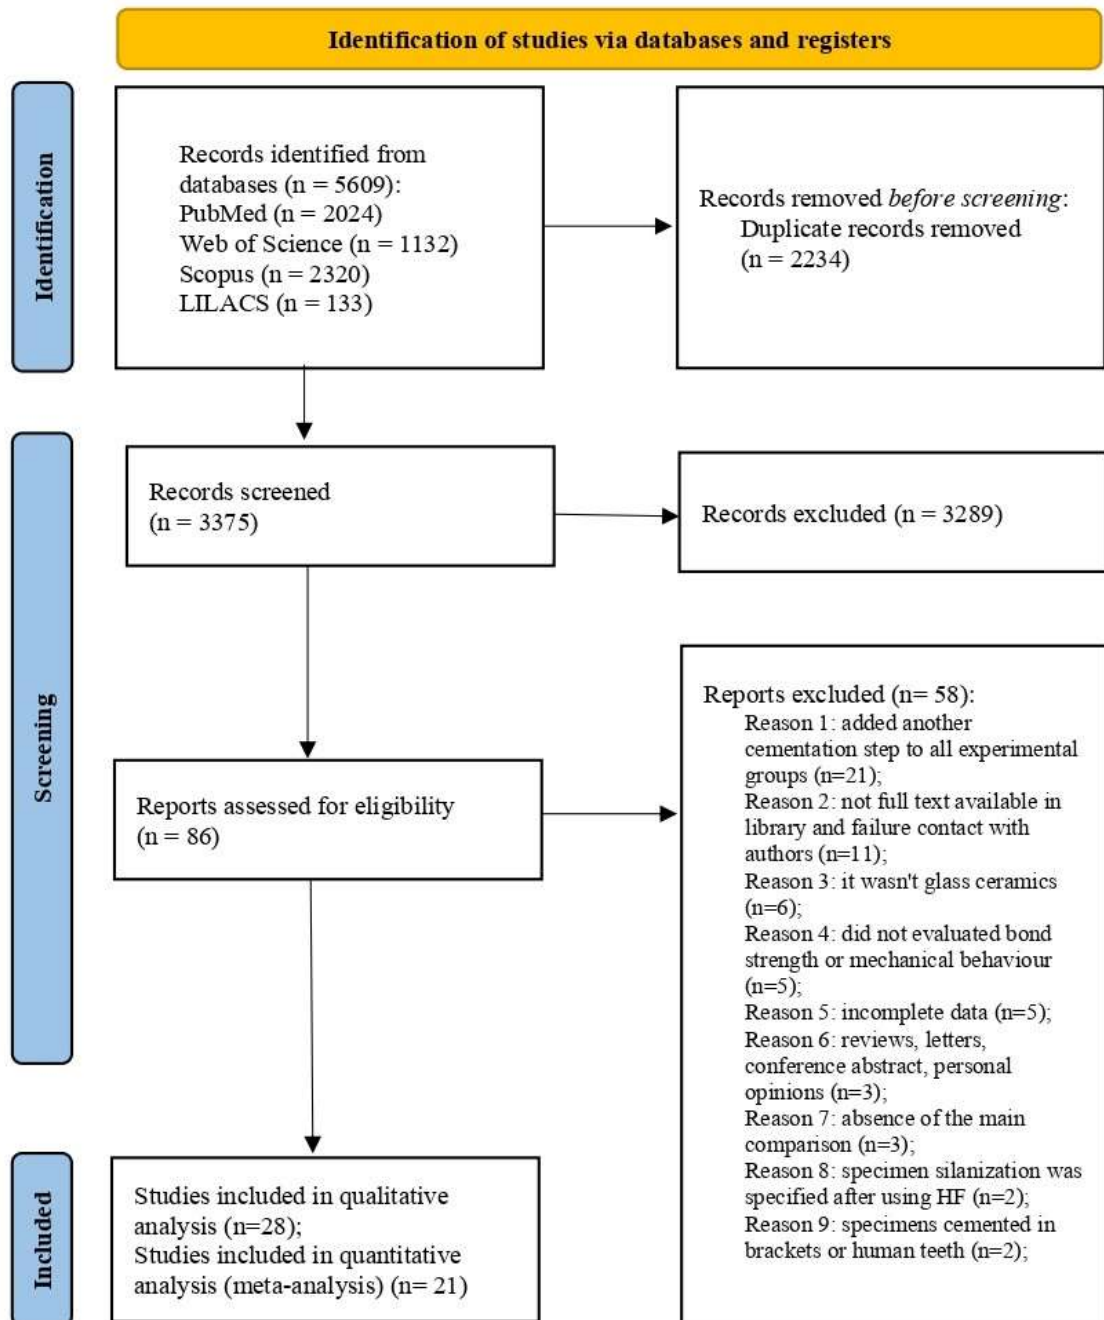 Identification of studies via databases and registers
Identification
Records identified from
databases (n = 5609):
PubMed (n = 2024)
Web of Science (n = 1132)
Scopus (n = 2320)
LILACS (n = 133)
Records removed before screening:
Duplicate records removed
(n = 2234)
Screening
Records screened
(n = 3375)
Records excluded (n = 3289)
Reports assessed for eligibility
(n = 86)
Reports excluded (n= 58):
Reason 1: added another
cementation step to all experimental
groups (n=21);
Reason 2: not full text available in
library and failure contact with
authors (n=11);
Reason 3: it wasn't glass ceramics
(n=6);
Reason 4: did not evaluated bond
strength or mechanical behaviour
(n=5);
Reason 5: incomplete data (n=5);
Reason 6: reviews, letters,
conference abstract, personal
opinions (n=3);
Reason 7: absence of the main
comparison (n=3);
Reason 8: specimen silanization was
specified after using HF (n=2);
Reason 9: specimens cemented in
brackets or human teeth (n=2);
Included
Studies included in qualitative
analysis (n=28);
Studies included in quantitative
analysis (meta-analysis) (n= 21)